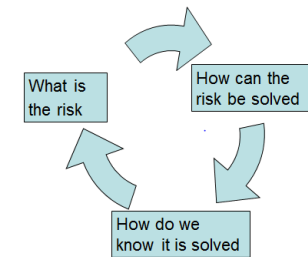 What is
the risk
How can the
risk be solved
How do we
know it is solved